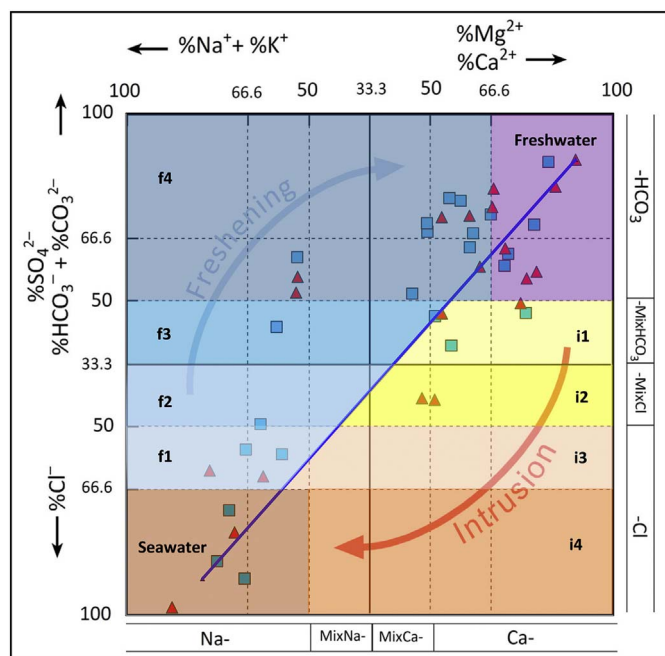 %Na⁺+ %K⁺
%Mg²⁺
%Ca²⁺
100 66.6 50 33.3 50 66.6 100
100
66.6
50
33.3
50
66.6
100
%SO₄²⁻
%HCO₃⁻ + %CO₃²⁻
%Cl⁻
Freshwater
f4
Freshening
f3
i1
f2
i2
f1
i3
Intrusion
Seawater
i4
-HCO₃
-MixHCO₃
-MixCl
-Cl
Na- MixNa- MixCa- Ca-